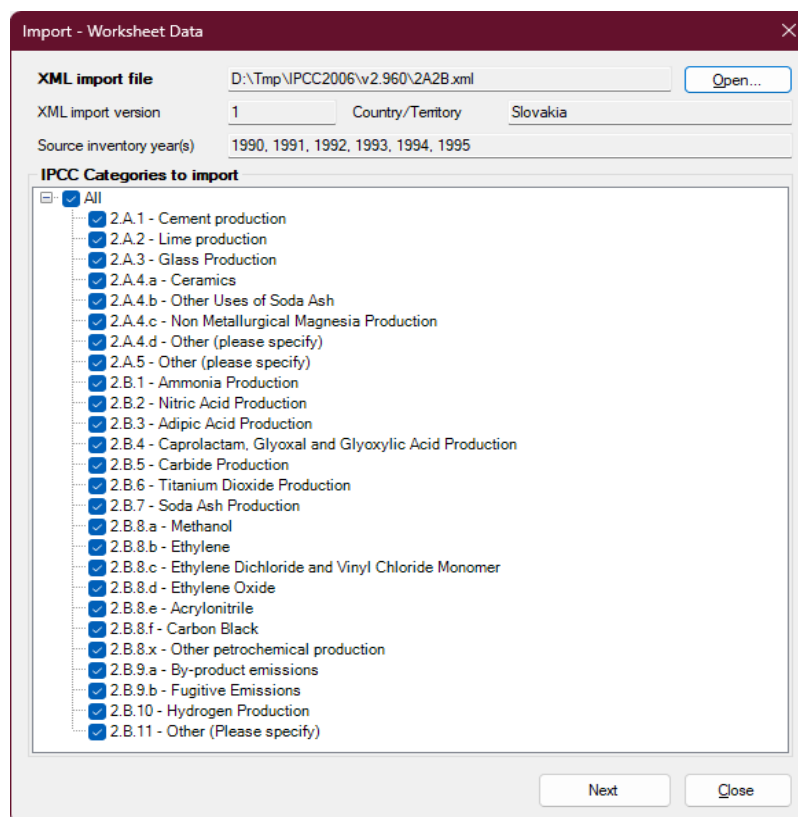 Import - Worksheet Data
XML import file D:\Tmp\IPCC2006\v2.960\2A2B.xml Open...
XML import version 1 Country/Territory Slovakia
Source inventory year(s) 1990, 1991, 1992, 1993, 1994, 1995
IPCC Categories to import
All
2.A.1 - Cement production
2.A.2 - Lime production
2.A.3 - Glass Production
2.A.4.a - Ceramics
2.A.4.b - Other Uses of Soda Ash
2.A.4.c - Non Metallurgical Magnesia Production
2.A.4.d - Other (please specify)
2.A.5 - Other (please specify)
2.B.1 - Ammonia Production
2.B.2 - Nitric Acid Production
2.B.3 - Adipic Acid Production
2.B.4 - Caprolactam, Glyoxal and Glyoxylic Acid Production
2.B.5 - Carbide Production
2.B.6 - Titanium Dioxide Production
2.B.7 - Soda Ash Production
2.B.8.a - Methanol
2.B.8.b - Ethylene
2.B.8.c - Ethylene Dichloride and Vinyl Chloride Monomer
2.B.8.d - Ethylene Oxide
2.B.8.e - Acrylonitrile
2.B.8.f - Carbon Black
2.B.8.x - Other petrochemical production
2.B.9.a - By-product emissions
2.B.9.b - Fugitive Emissions
2.B.10 - Hydrogen Production
2.B.11 - Other (Please specify)
Next Close